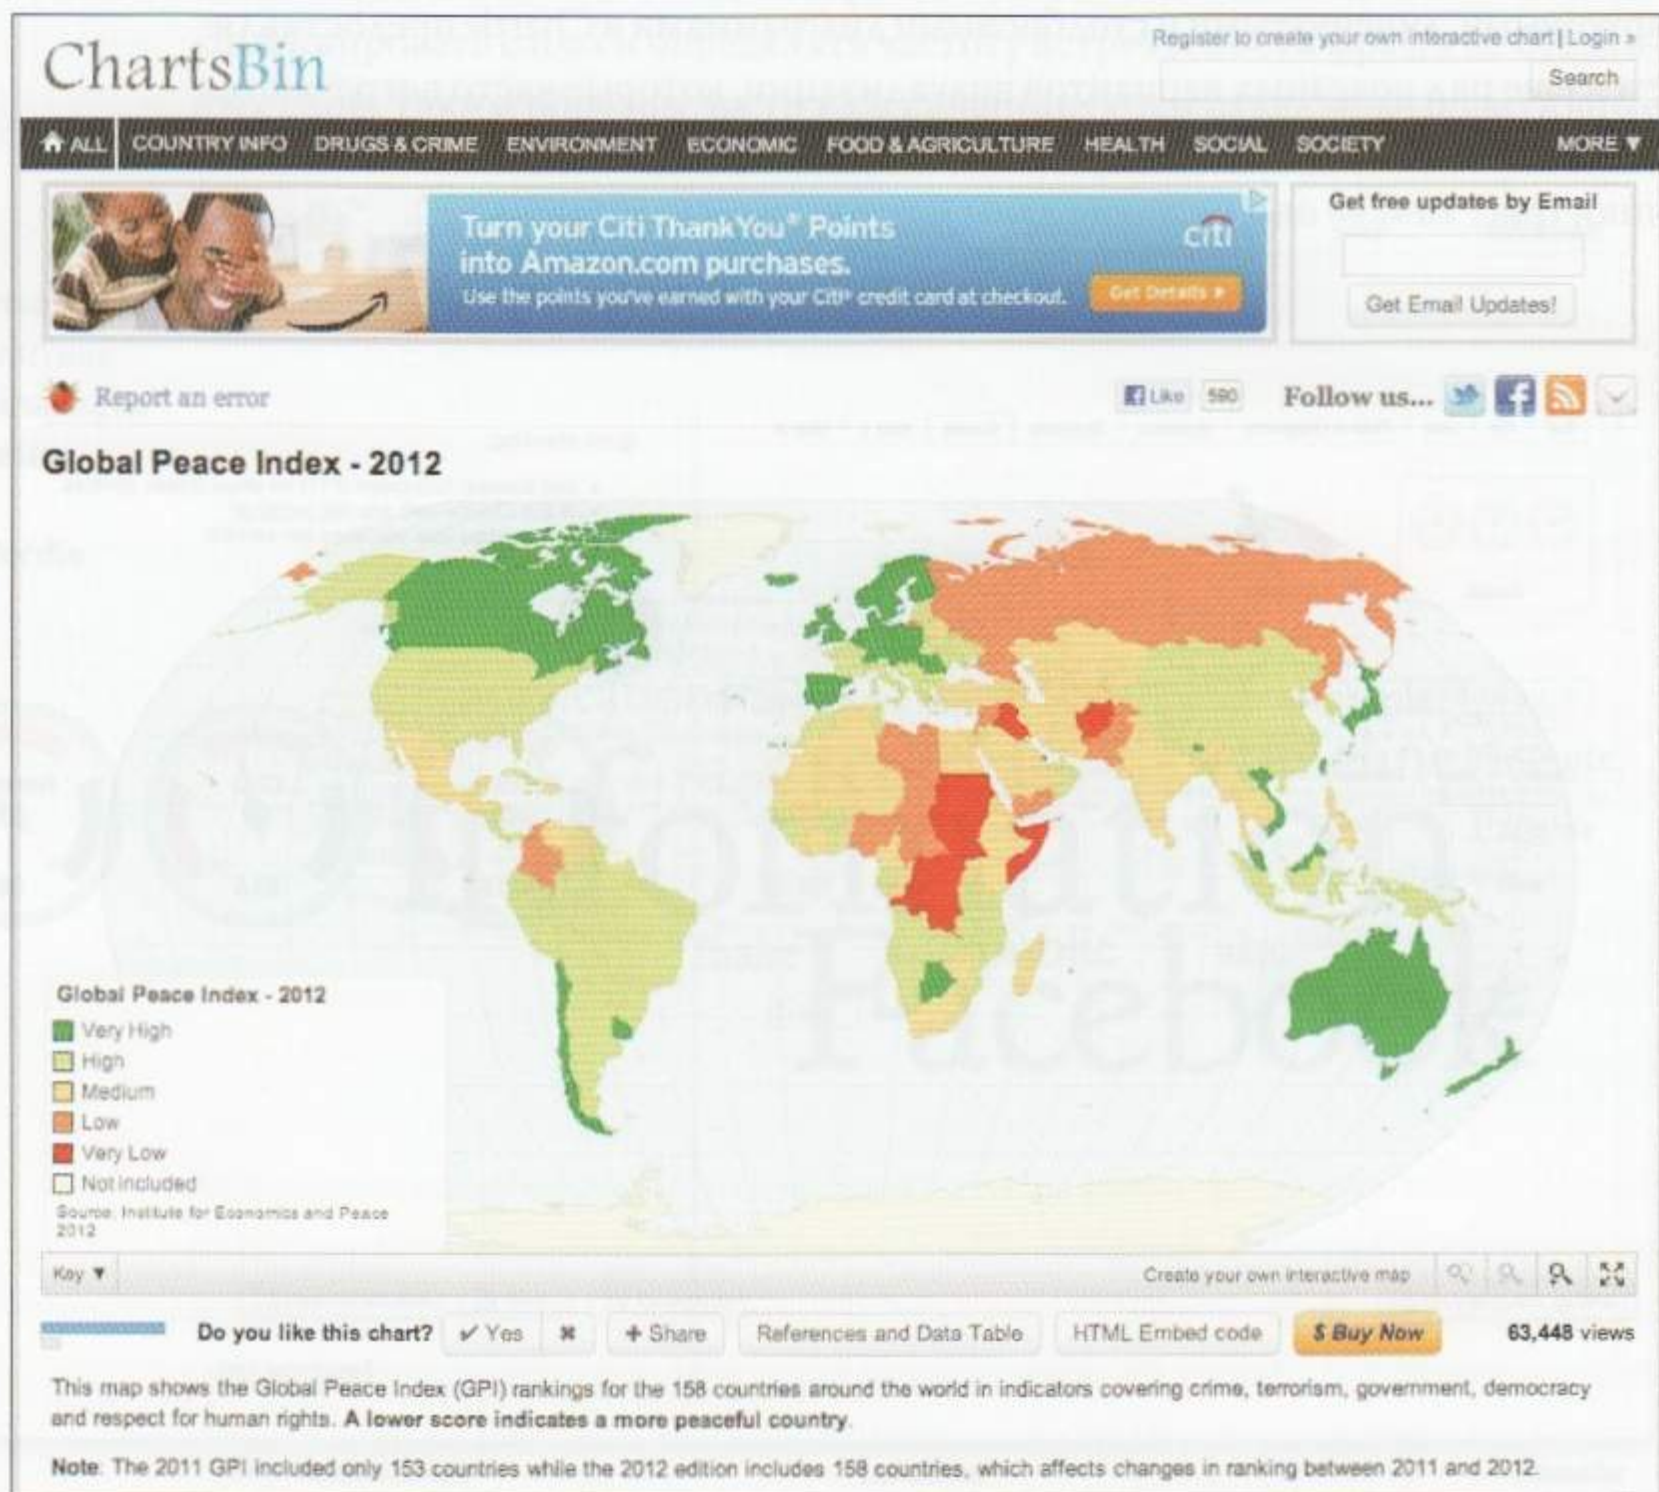 ChartsBin
Register to create your own interactive chart | Login »
Search
ALL COUNTRY INFO DRUGS & CRIME ENVIRONMENT ECONOMIC FOOD & AGRICULTURE HEALTH SOCIAL SOCIETY MORE ▼
Turn your Citi ThankYou® Points
into Amazon.com purchases.
Use the points you've earned with your Citi® credit card at checkout.
citi
Get Details ►
Get free updates by Email
Get Email Updates!
Report an error
Like 590 Follow us...
Global Peace Index - 2012
Global Peace Index - 2012
Very High
High
Medium
Low
Very Low
Not included
Source: Institute for Economics and Peace
2012
Key ▼
Create your own interactive map
Do you like this chart? ✔ Yes ✖ + Share References and Data Table HTML Embed code $ Buy Now 63,448 views
This map shows the Global Peace Index (GPI) rankings for the 158 countries around the world in indicators covering crime, terrorism, government, democracy
and respect for human rights. A lower score indicates a more peaceful country.
Note: The 2011 GPI included only 153 countries while the 2012 edition includes 158 countries, which affects changes in ranking between 2011 and 2012.